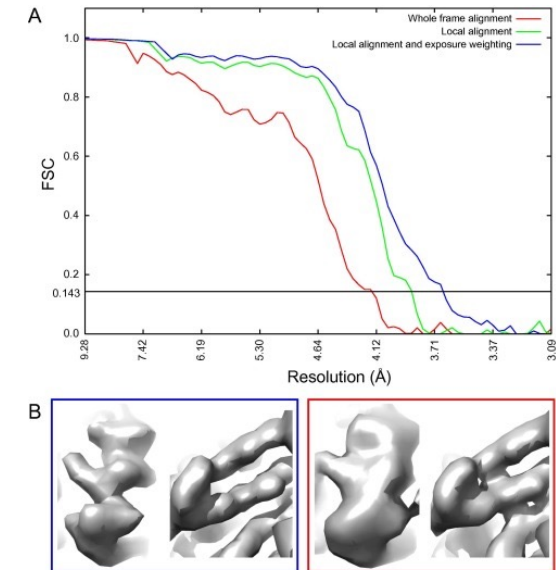 A
Whole frame alignment
Local alignment
Local alignment and exposure weighting
FSC
1.0
0.8
0.6
0.4
0.2
0.143
0.0
9.28 7.42 6.19 5.30 4.64 4.12 3.71 3.37 3.09
Resolution (Å)
B